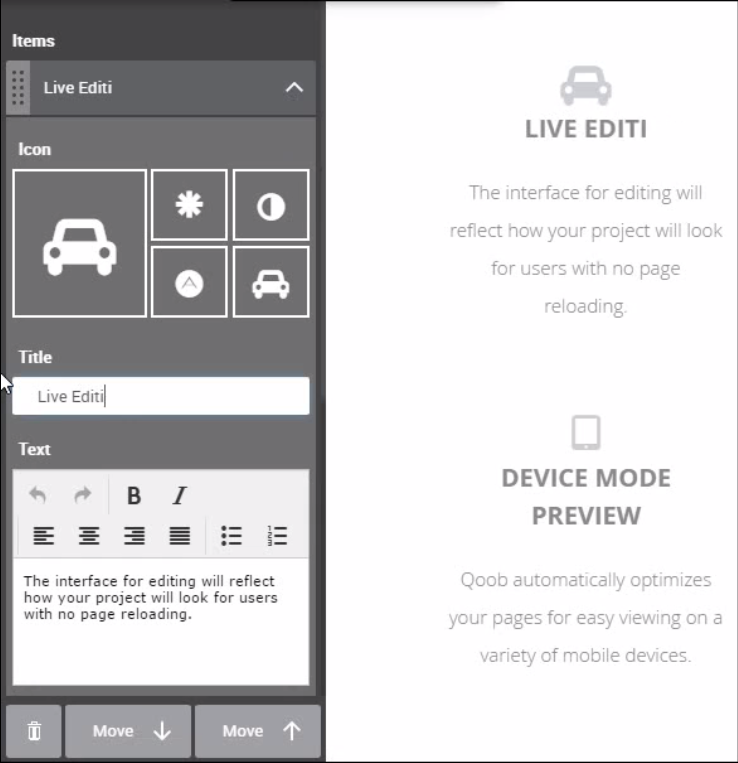 Items
Live Editi
Icon
Title
Live Editi
Text
B I
The interface for editing will reflect
how your project will look for users
with no page reloading.
Move
Move
LIVE EDITI
The interface for editing will
reflect how your project will look
for users with no page
reloading.
DEVICE MODE
PREVIEW
Qoob automatically optimizes
your pages for easy viewing on a
variety of mobile devices.